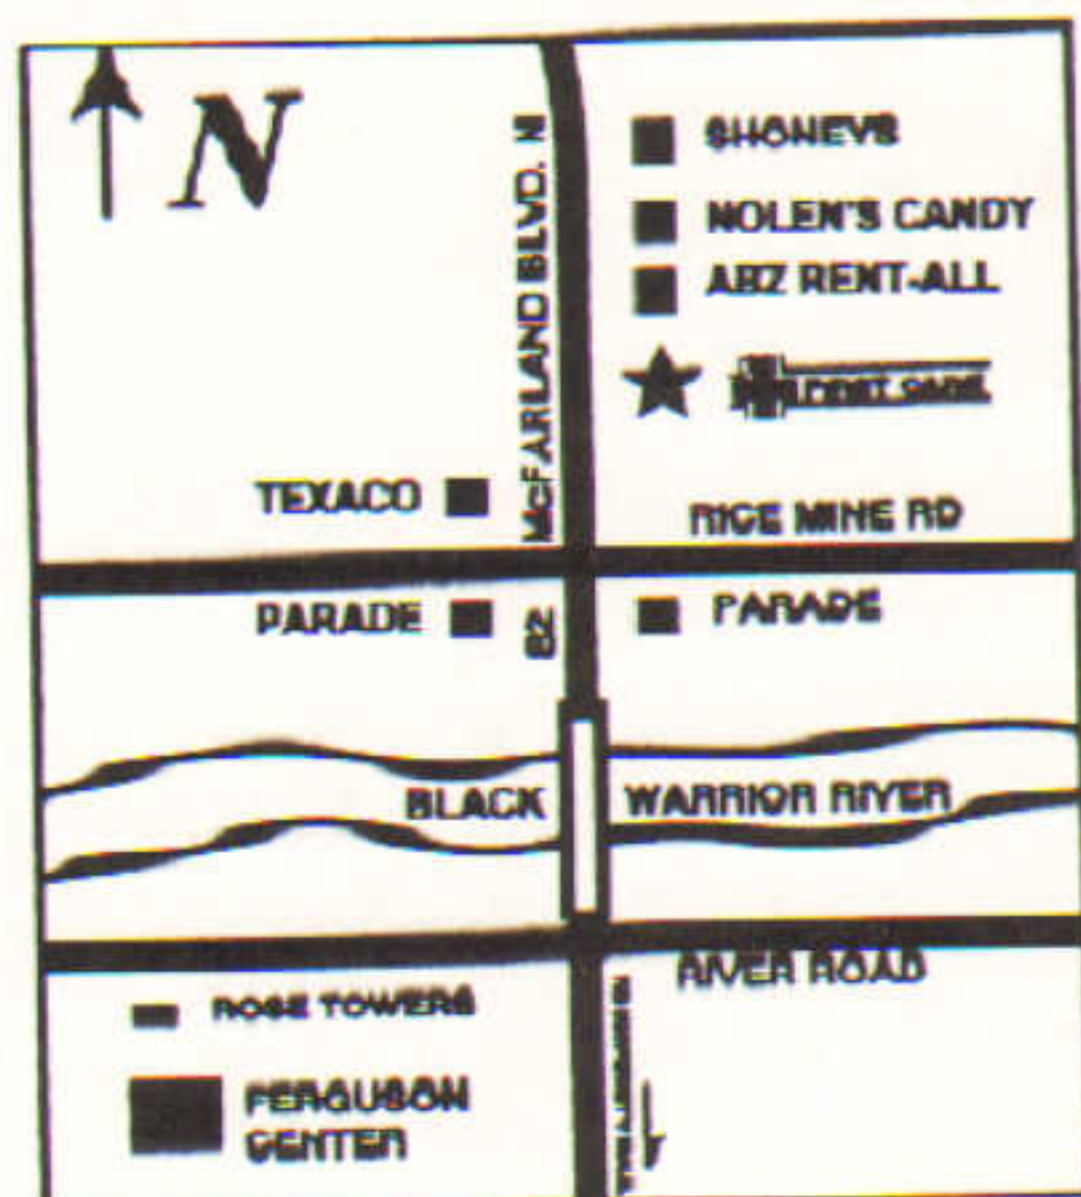 N
McFARLAND BLVD. N
SHONEYS
NOLEN'S CANDY
ABZ RENT-ALL
TEXACO
RICE MINE RD
PARADE
82
PARADE
BLACK
WARRIOR RIVER
RIVER ROAD
ROSE TOWERS
FERGUSON
CENTER